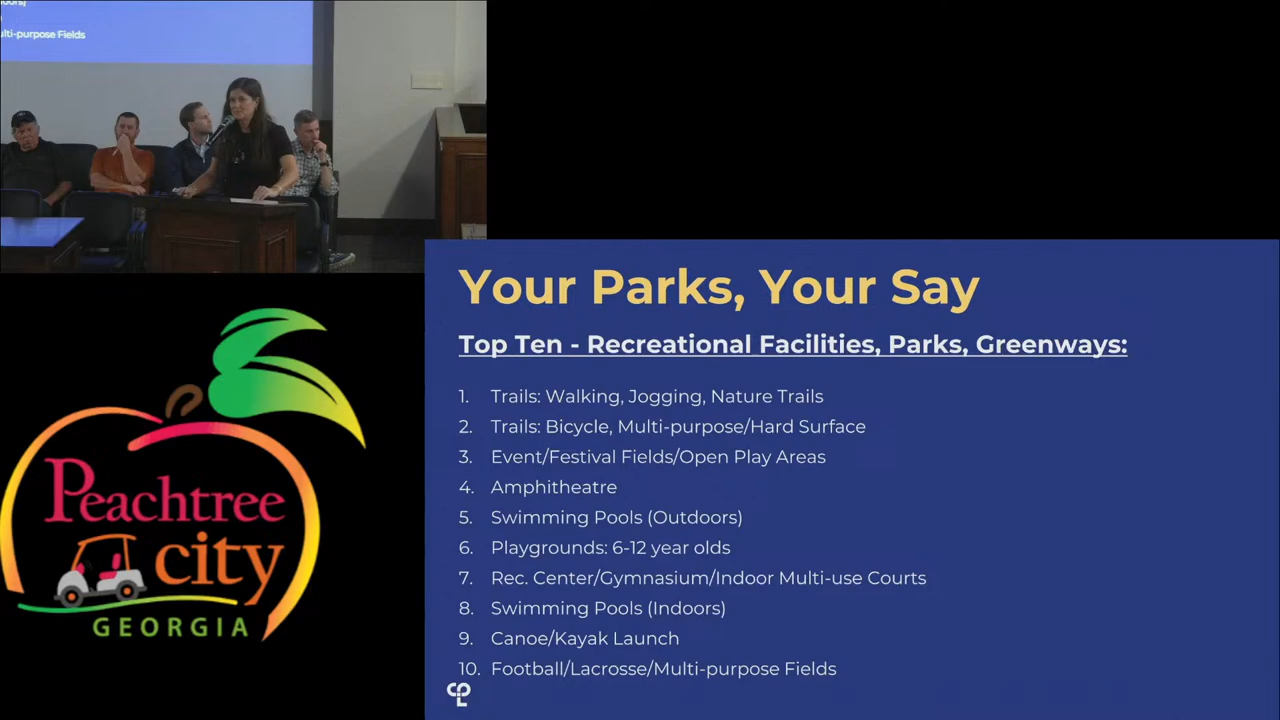 ulti-purpose Fields
Your Parks, Your Say
Top Ten - Recreational Facilities, Parks, Greenways:
1. Trails: Walking, Jogging, Nature Trails
2. Trails: Bicycle, Multi-purpose/Hard Surface
3. Event/Festival Fields/Open Play Areas
4. Amphitheatre
5. Swimming Pools (Outdoors)
6. Playgrounds: 6-12 year olds
7. Rec. Center/Gymnasium/Indoor Multi-use Courts
8. Swimming Pools (Indoors)
9. Canoe/Kayak Launch
10. Football/Lacrosse/Multi-purpose Fields
CPL
Peachtree
city
GEORGIA